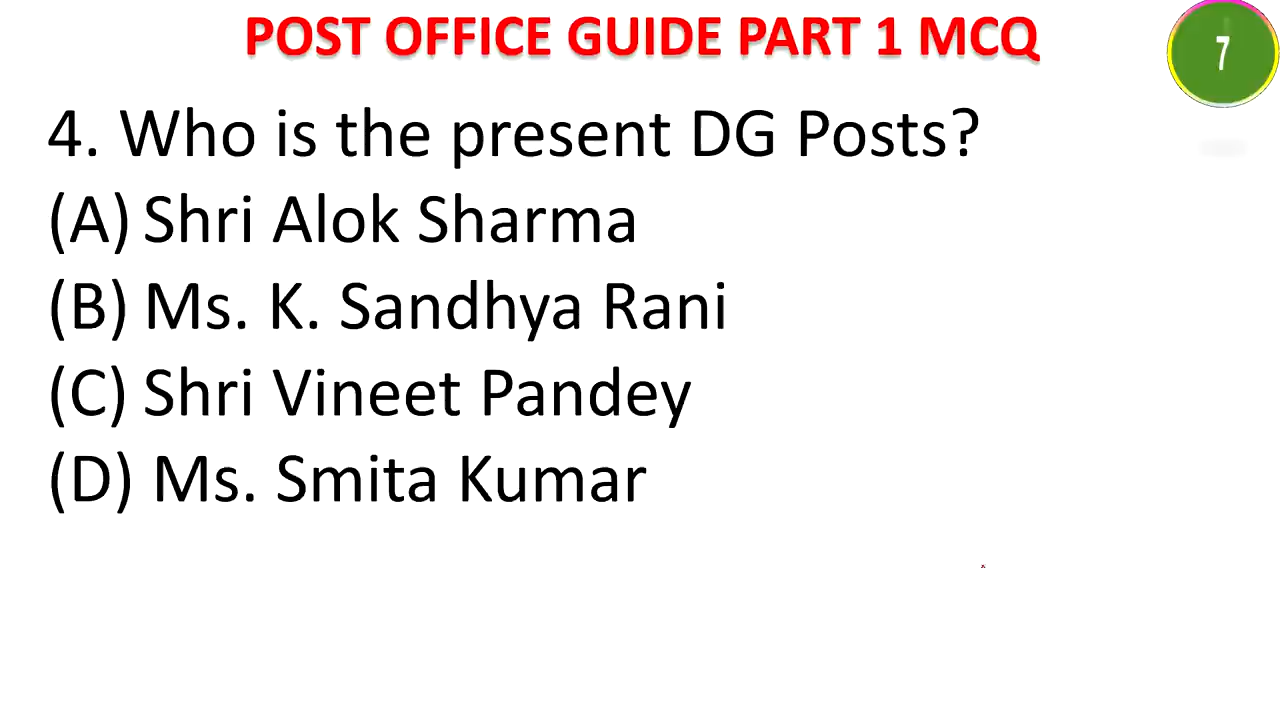 POST OFFICE GUIDE PART 1 MCQ
7
4. Who is the present DG Posts?
(A) Shri Alok Sharma
(B) Ms. K. Sandhya Rani
(C) Shri Vineet Pandey
(D) Ms. Smita Kumar